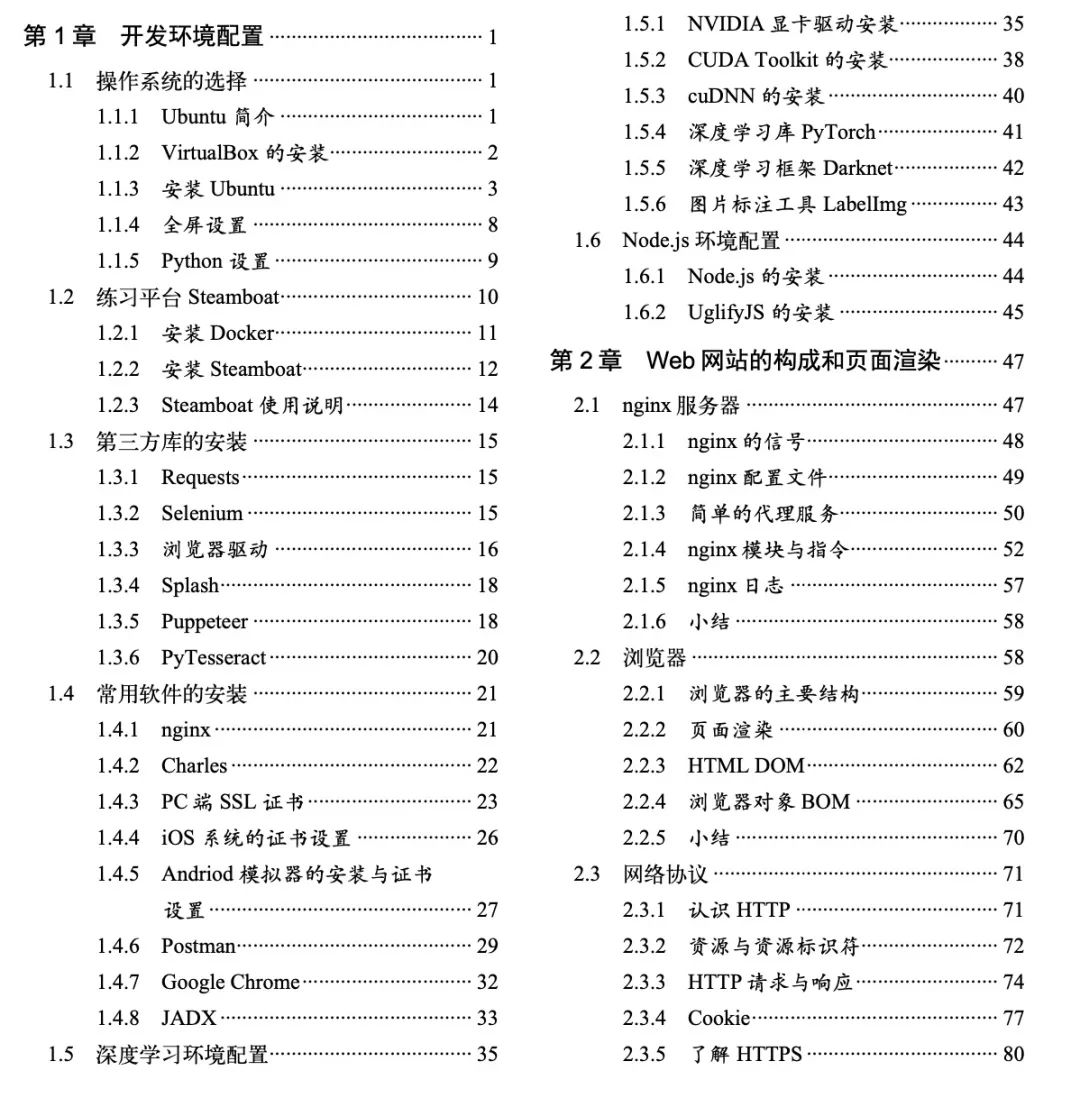 第 1 章 开发环境配置 ······ 1
1.1 操作系统的选择 ······ 1
1.1.1 Ubuntu 简介 ······ 1
1.1.2 VirtualBox 的安装 ······ 2
1.1.3 安装 Ubuntu ······ 3
1.1.4 全屏设置 ······ 8
1.1.5 Python 设置 ······ 9
1.2 练习平台 Steamboat ······ 10
1.2.1 安装 Docker ······ 11
1.2.2 安装 Steamboat ······ 12
1.2.3 Steamboat 使用说明 ······ 14
1.3 第三方库的安装 ······ 15
1.3.1 Requests ······ 15
1.3.2 Selenium ······ 15
1.3.3 浏览器驱动 ······ 16
1.3.4 Splash ······ 18
1.3.5 Puppeteer ······ 18
1.3.6 PyTesseract ······ 20
1.4 常用软件的安装 ······ 21
1.4.1 nginx ······ 21
1.4.2 Charles ······ 22
1.4.3 PC 端 SSL 证书 ······ 23
1.4.4 iOS 系统的证书设置 ······ 26
1.4.5 Andriod 模拟器的安装与证书
设置 ······ 27
1.4.6 Postman ······ 29
1.4.7 Google Chrome ······ 32
1.4.8 JADX ······ 33
1.5 深度学习环境配置 ······ 35
1.5.1 NVIDIA 显卡驱动安装 ······ 35
1.5.2 CUDA Toolkit 的安装 ······ 38
1.5.3 cuDNN 的安装 ······ 40
1.5.4 深度学习库 PyTorch ······ 41
1.5.5 深度学习框架 Darknet ······ 42
1.5.6 图片标注工具 LabelImg ······ 43
1.6 Node.js 环境配置 ······ 44
1.6.1 Node.js 的安装 ······ 44
1.6.2 UglifyJS 的安装 ······ 45
第 2 章 Web 网站的构成和页面渲染 ······ 47
2.1 nginx 服务器 ······ 47
2.1.1 nginx 的信号 ······ 48
2.1.2 nginx 配置文件 ······ 49
2.1.3 简单的代理服务 ······ 50
2.1.4 nginx 模块与指令 ······ 52
2.1.5 nginx 日志 ······ 57
2.1.6 小结 ······ 58
2.2 浏览器 ······ 58
2.2.1 浏览器的主要结构 ······ 59
2.2.2 页面渲染 ······ 60
2.2.3 HTML DOM ······ 62
2.2.4 浏览器对象 BOM ······ 65
2.2.5 小结 ······ 70
2.3 网络协议 ······ 71
2.3.1 认识 HTTP ······ 71
2.3.2 资源与资源标识符 ······ 72
2.3.3 HTTP 请求与响应 ······ 74
2.3.4 Cookie ······ 77
2.3.5 了解 HTTPS ······ 80